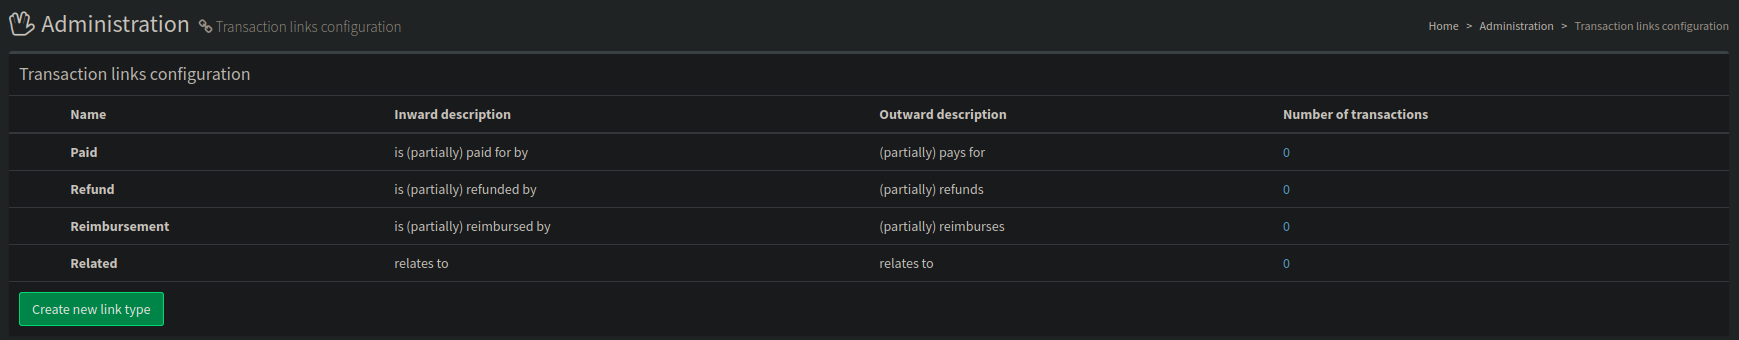 Administration Transaction links configuration
Home > Administration > Transaction links configuration
Transaction links configuration
Name Inward description Outward description Number of transactions
Paid is (partially) paid for by (partially) pays for 0
Refund is (partially) refunded by (partially) refunds 0
Reimbursement is (partially) reimbursed by (partially) reimburses 0
Related relates to relates to 0
Create new link type